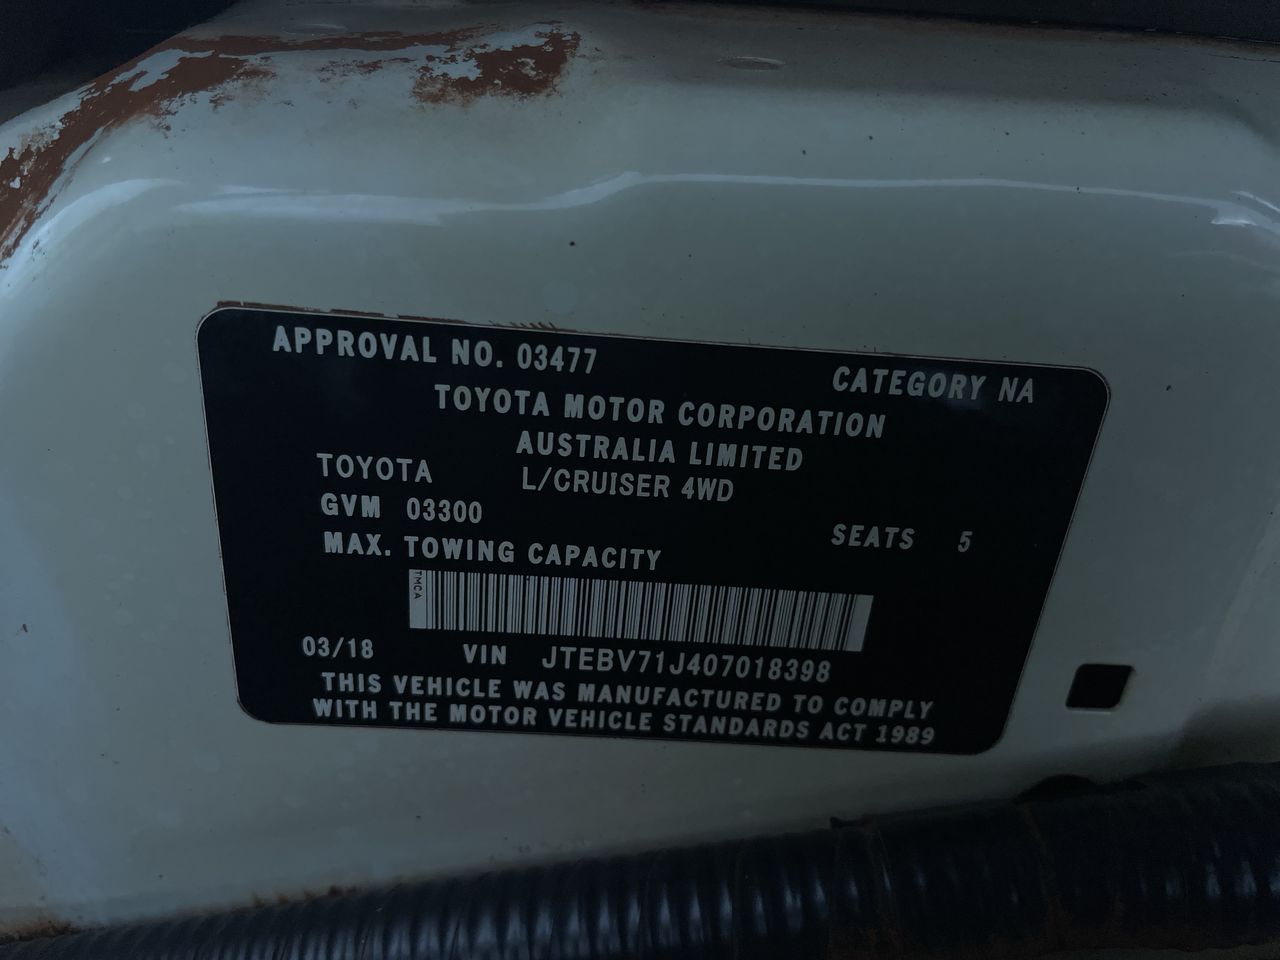 APPROVAL NO. 03477
CATEGORY NA
TOYOTA MOTOR CORPORATION
AUSTRALIA LIMITED
TOYOTA L/CRUISER 4WD
GVM 03300
SEATS 5
MAX. TOWING CAPACITY
TMCA
03/18 VIN JTEBV71J407018398
THIS VEHICLE WAS MANUFACTURED TO COMPLY
WITH THE MOTOR VEHICLE STANDARDS ACT 1989